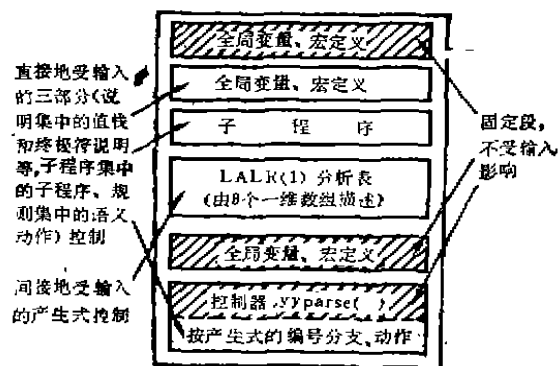 全局变量、宏定义
全局变量、宏定义
子 程 序
LALR(1) 分析表
(由8个一维数组描述)
全局变量、宏定义
控制器.yyparse( )
按产生式的编号分支、动作
直接地受输入
的三部分(说
明集中的值栈
和终极符说明
等,子程序集中
的子程序、规
则集中的语义
动作)控制
间接地受输入
的产生式控制
固定段,
不受输入
影响